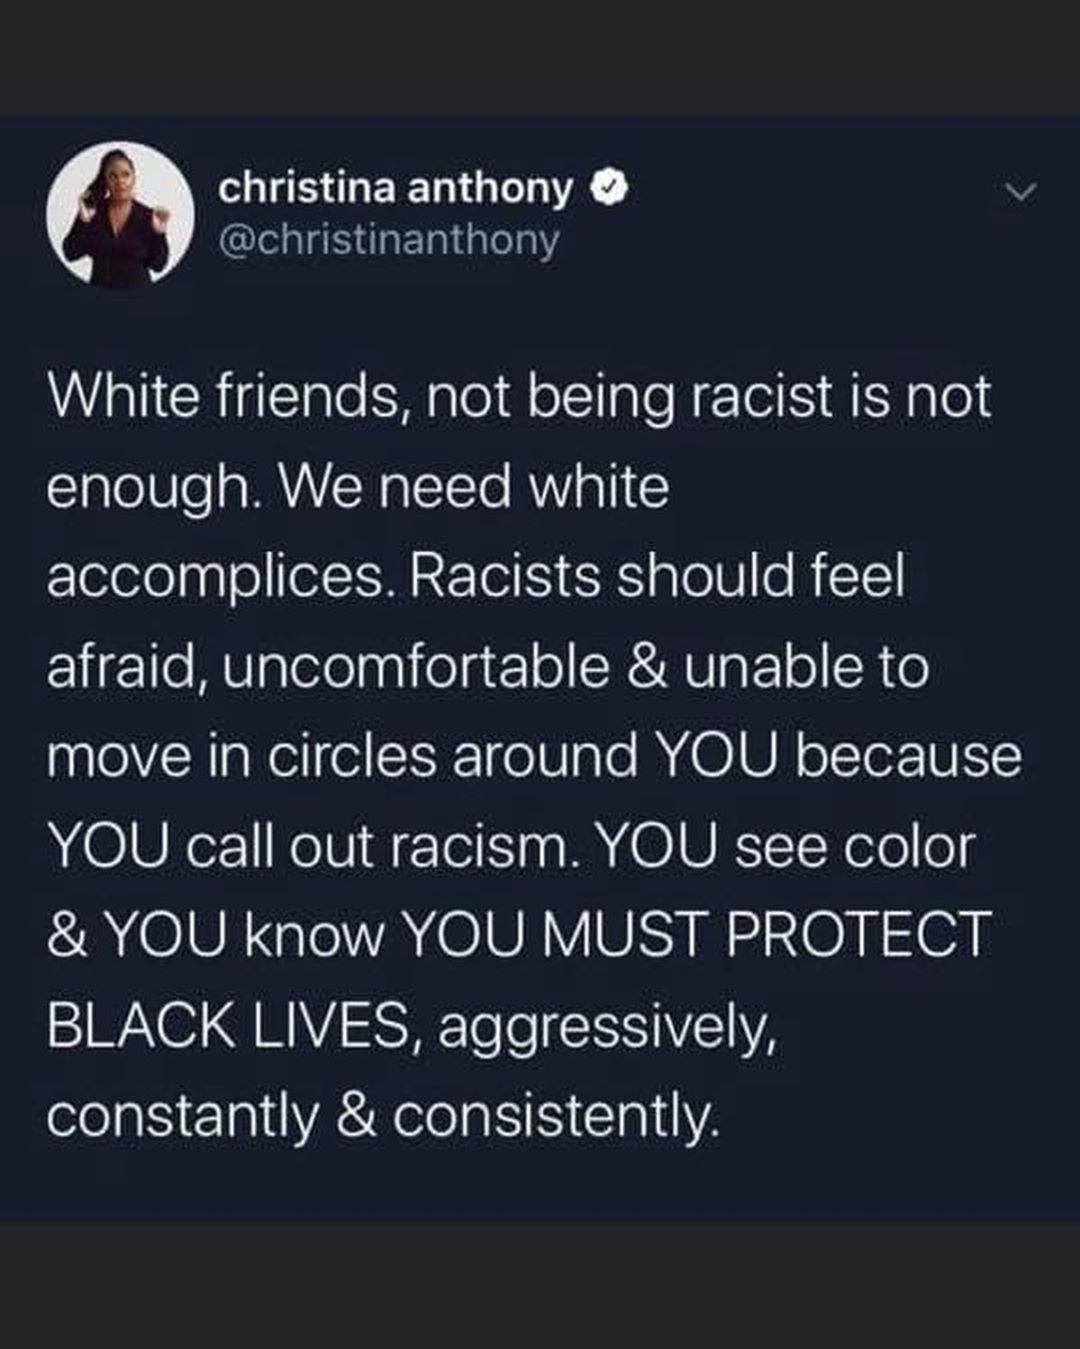 christina anthony
@christinanthony
White friends, not being racist is not
enough. We need white
accomplices. Racists should feel
afraid, uncomfortable & unable to
move in circles around YOU because
YOU call out racism. YOU see color
& YOU know YOU MUST PROTECT
BLACK LIVES, aggressively,
constantly & consistently.